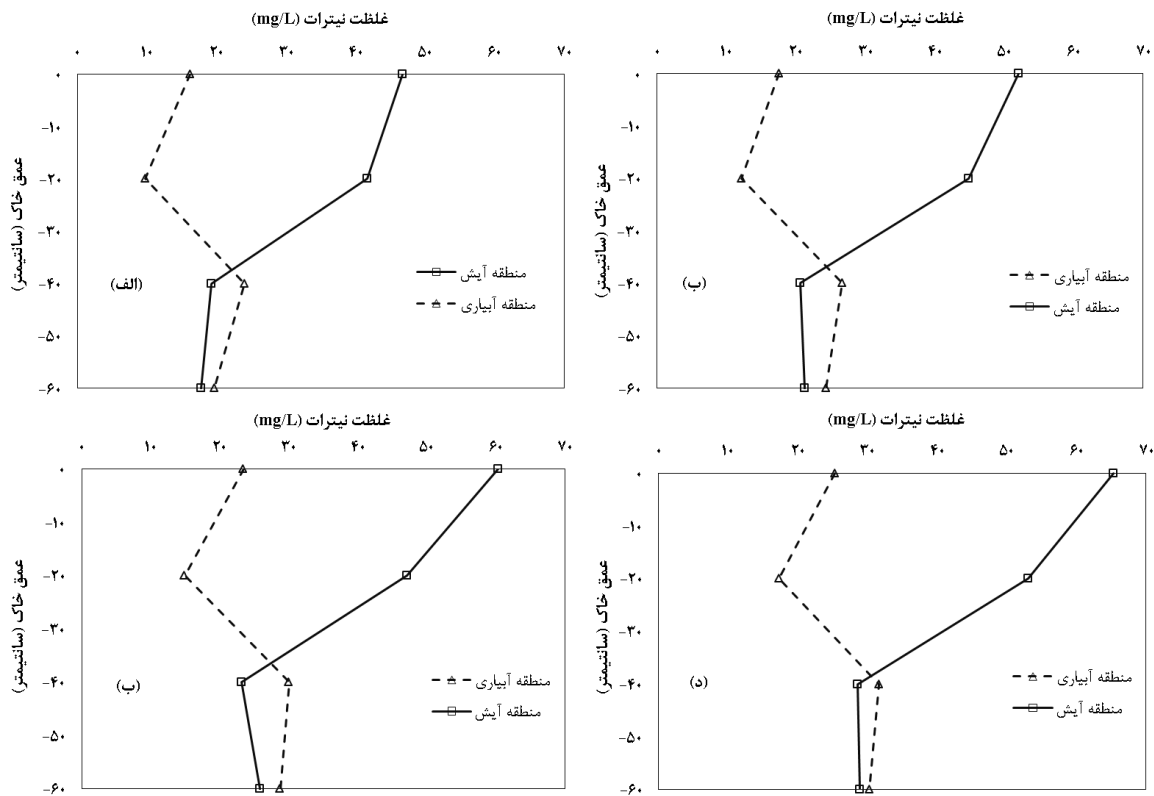 غلظت نیترات (mg/L)
۰ ۱۰ ۲۰ ۳۰ ۴۰ ۵۰ ۶۰ ۷۰
۰
-۱۰
-۲۰
-۳۰
-۴۰
-۵۰
-۶۰
عمق خاک (سانتیمتر)
منطقه آبیاری
منطقه آیش
(ب)
غلظت نیترات (mg/L)
۰ ۱۰ ۲۰ ۳۰ ۴۰ ۵۰ ۶۰ ۷۰
۰
-۱۰
-۲۰
-۳۰
-۴۰
-۵۰
-۶۰
عمق خاک (سانتیمتر)
منطقه آیش
منطقه آبیاری
(الف)
غلظت نیترات (mg/L)
۰ ۱۰ ۲۰ ۳۰ ۴۰ ۵۰ ۶۰ ۷۰
۰
-۱۰
-۲۰
-۳۰
-۴۰
-۵۰
-۶۰
منطقه آبیاری
منطقه آیش
(د)
غلظت نیترات (mg/L)
۰ ۱۰ ۲۰ ۳۰ ۴۰ ۵۰ ۶۰ ۷۰
۰
-۱۰
-۲۰
-۳۰
-۴۰
-۵۰
-۶۰
عمق خاک (سانتیمتر)
منطقه آبیاری
منطقه آیش
(ب)